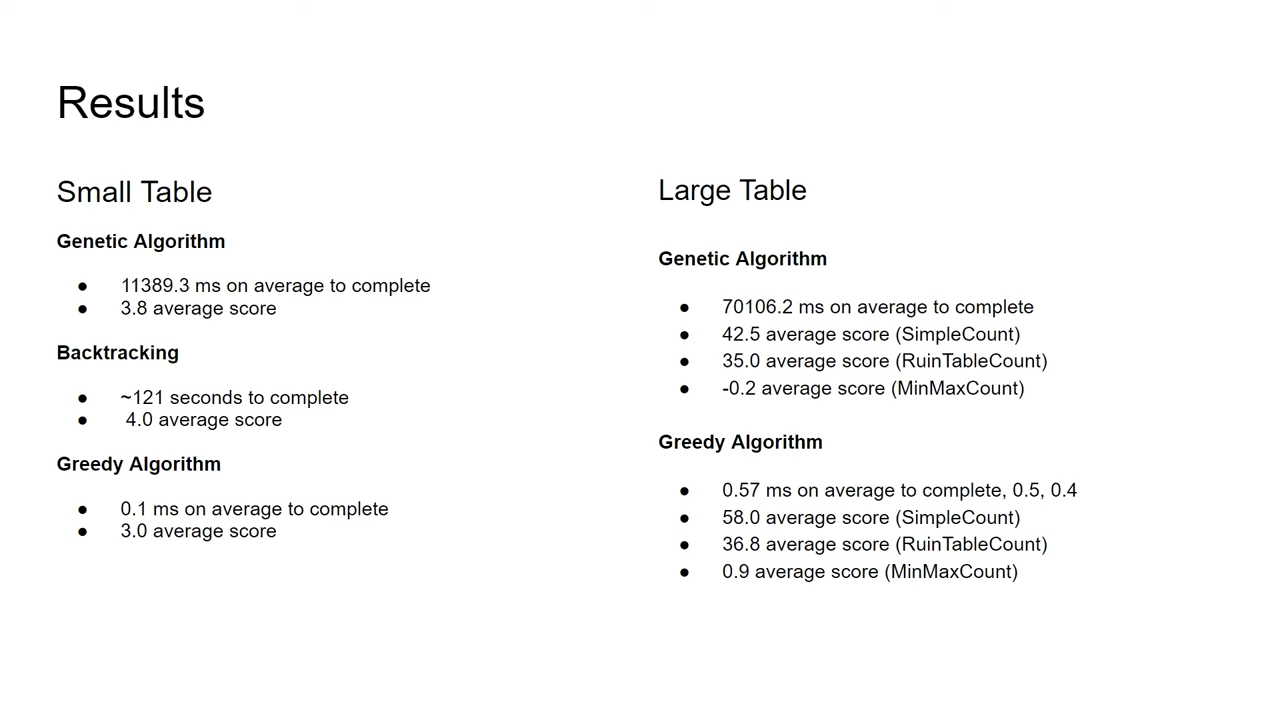 Results
Small Table
Genetic Algorithm
● 11389.3 ms on average to complete
● 3.8 average score
Backtracking
● ~121 seconds to complete
● 4.0 average score
Greedy Algorithm
● 0.1 ms on average to complete
● 3.0 average score
Large Table
Genetic Algorithm
● 70106.2 ms on average to complete
● 42.5 average score (SimpleCount)
● 35.0 average score (RuinTableCount)
● -0.2 average score (MinMaxCount)
Greedy Algorithm
● 0.57 ms on average to complete, 0.5, 0.4
● 58.0 average score (SimpleCount)
● 36.8 average score (RuinTableCount)
● 0.9 average score (MinMaxCount)